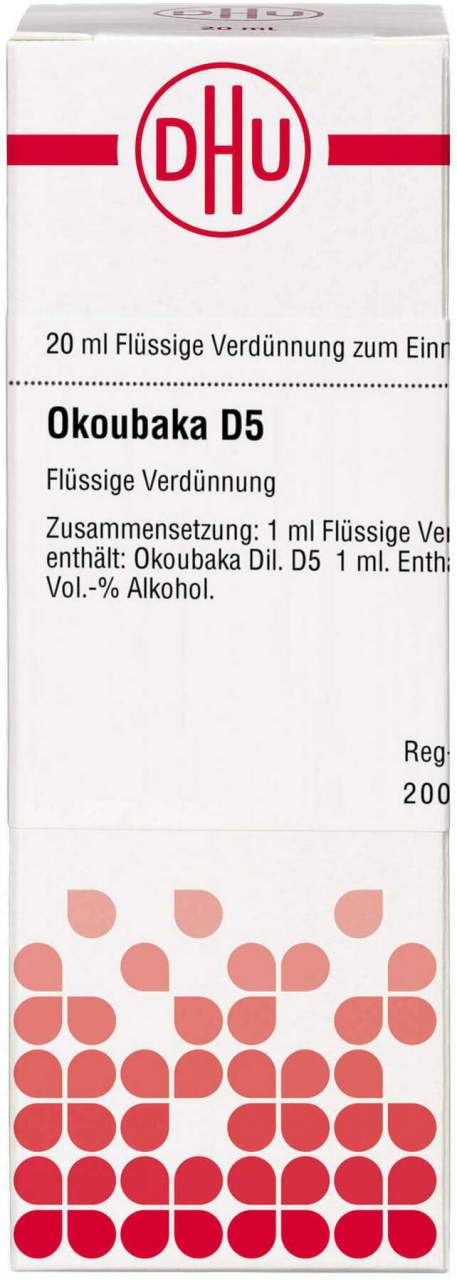 20 ml
DHU
20 ml Flüssige Verdünnung zum Einn
Okoubaka D5
Flüssige Verdünnung
Zusammensetzung: 1 ml Flüssige Ver
enthält: Okoubaka Dil. D5 1 ml. Entha
Vol.-% Alkohol.
Reg-
200